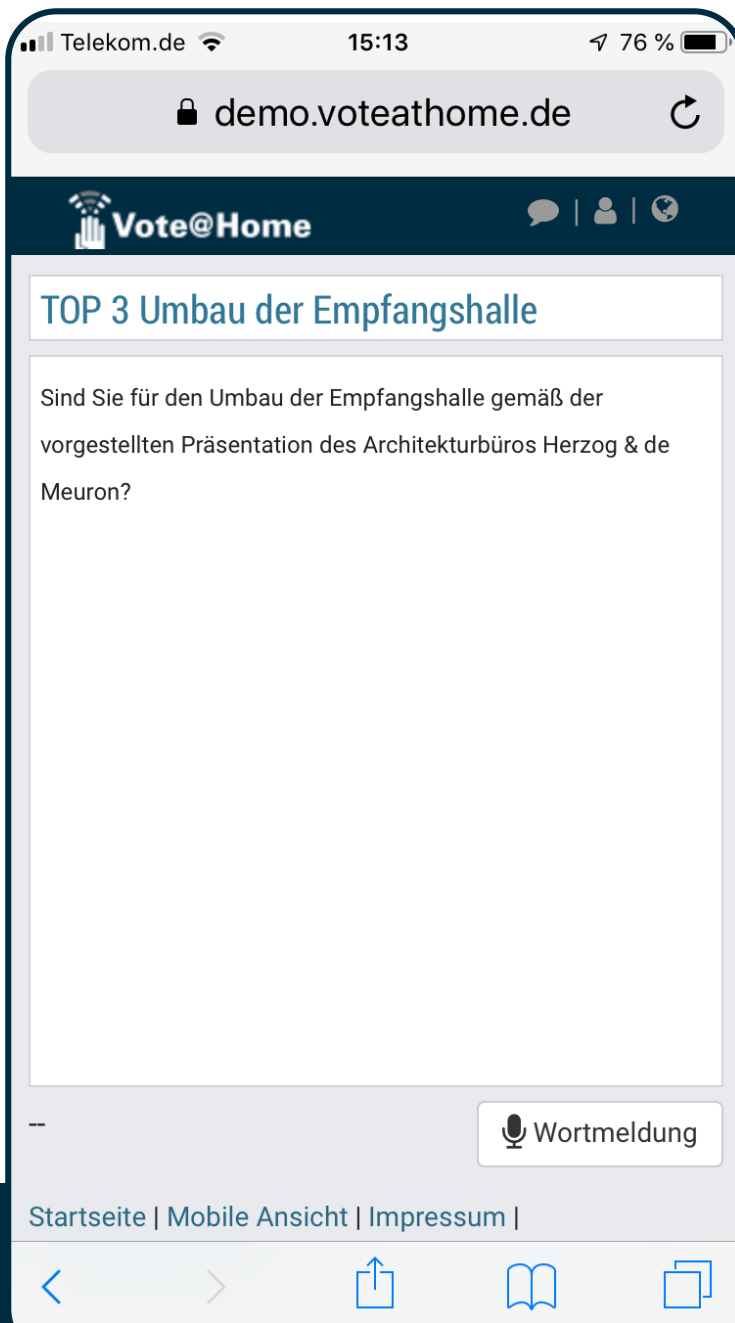 Telekom.de 15:13 76 %
demo.voteathome.de
Vote@Home | |
TOP 3 Umbau der Empfangshalle
Sind Sie für den Umbau der Empfangshalle gemäß der
vorgestellten Präsentation des Architekturbüros Herzog & de
Meuron?
-- Wortmeldung
Startseite | Mobile Ansicht | Impressum |